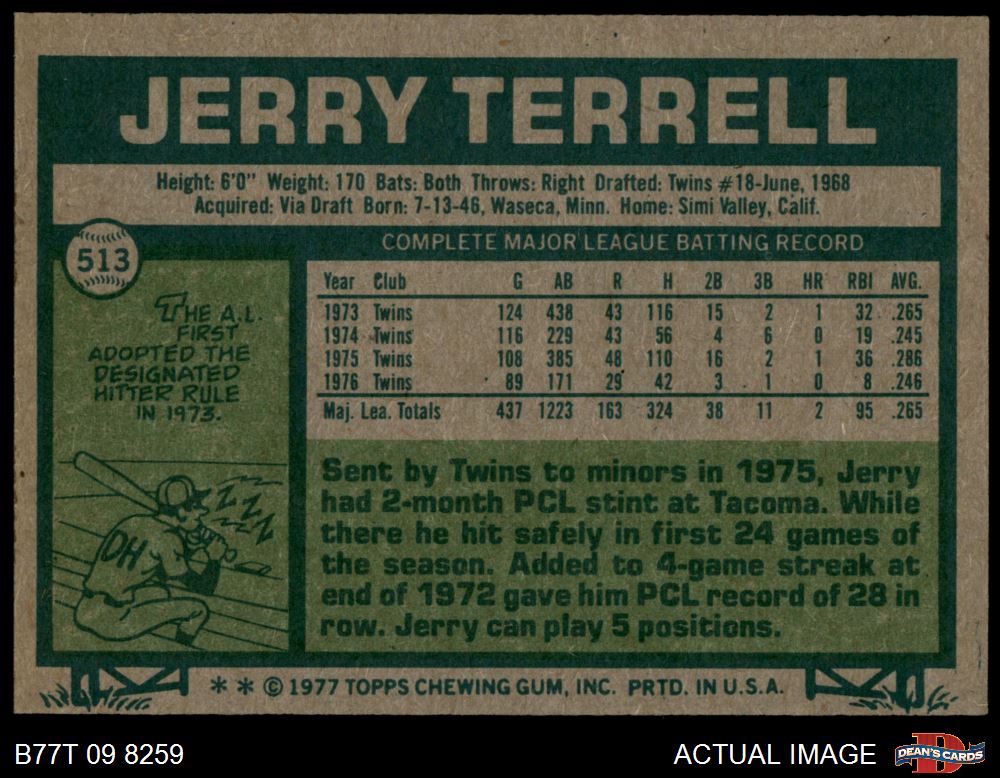 JERRY TERRELL
Height: 6'0" Weight: 170 Bats: Both Throws: Right Drafted: Twins #18-June, 1968
Acquired: Via Draft Born: 7-13-46, Waseca, Minn. Home: Simi Valley, Calif.
513
COMPLETE MAJOR LEAGUE BATTING RECORD
Year Club G AB R H 2B 3B HR RBI AVG.
1973 Twins 124 438 43 116 15 2 1 32 .265
1974 Twins 116 229 43 56 4 6 0 19 .245
1975 Twins 108 385 48 110 16 2 1 36 .286
1976 Twins 89 171 29 42 3 1 0 8 .246
Maj. Lea. Totals 437 1223 163 324 38 11 2 95 .265
THE A.L.
FIRST
ADOPTED THE
DESIGNATED
HITTER RULE
IN 1973.
ZZZZ
DH
Sent by Twins to minors in 1975, Jerry
had 2-month PCL stint at Tacoma. While
there he hit safely in first 24 games of
the season. Added to 4-game streak at
end of 1972 gave him PCL record of 28 in
row. Jerry can play 5 positions.
* * © 1977 TOPPS CHEWING GUM, INC. PRTD. IN U.S.A.
B77T 09 8259
ACTUAL IMAGE
DEAN'S CARDS